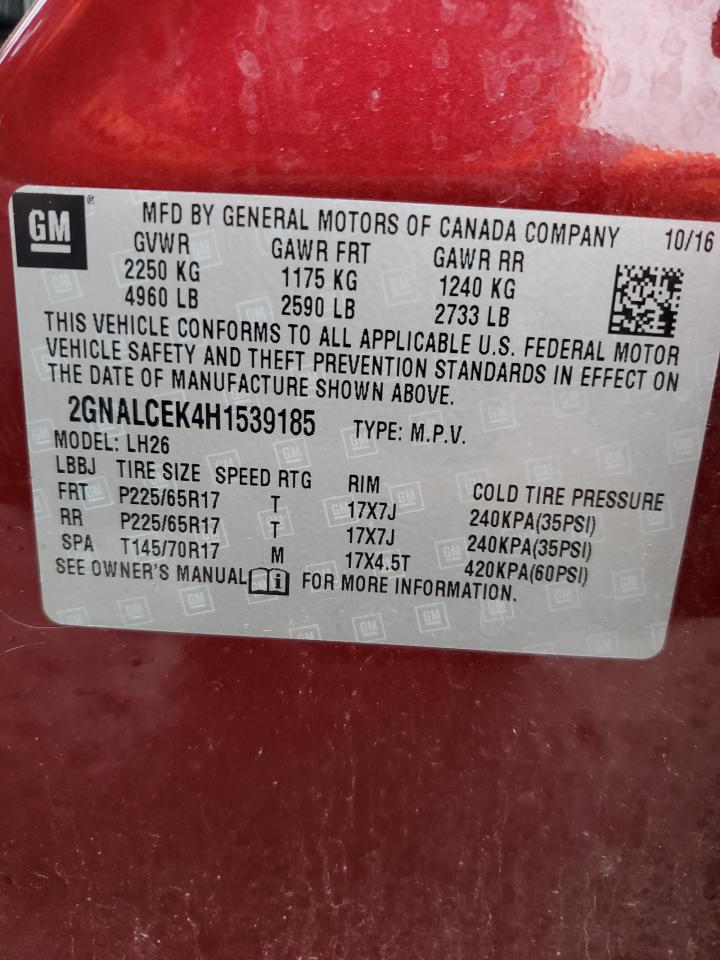 GM ® MFD BY GENERAL MOTORS OF CANADA COMPANY 10/16
GVWR GAWR FRT GAWR RR
2250 KG 1175 KG 1240 KG
4960 LB 2590 LB 2733 LB
THIS VEHICLE CONFORMS TO ALL APPLICABLE U.S. FEDERAL MOTOR
VEHICLE SAFETY AND THEFT PREVENTION STANDARDS IN EFFECT ON
THE DATE OF MANUFACTURE SHOWN ABOVE.
2GNALCEK4H1539185 TYPE: M.P.V.
MODEL: LH26
LBBJ TIRE SIZE SPEED RTG RIM COLD TIRE PRESSURE
FRT P225/65R17 T 17X7J 240KPA(35PSI)
RR P225/65R17 T 17X7J 240KPA(35PSI)
SPA T145/70R17 M 17X4.5T 420KPA(60PSI)
SEE OWNER'S MANUAL FOR MORE INFORMATION.